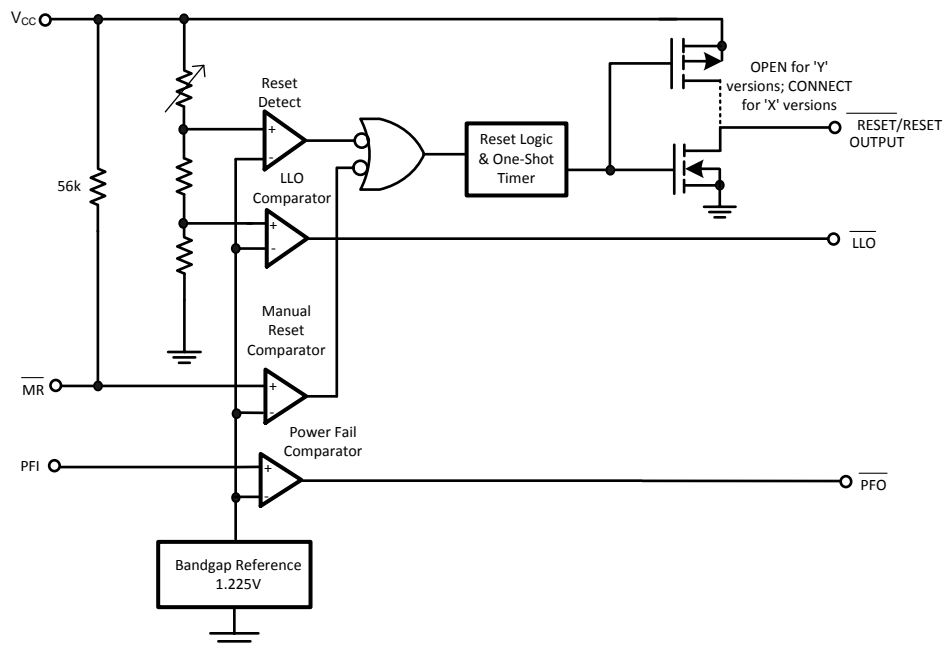 VCC
OPEN for 'Y'
versions; CONNECT
for 'X' versions
Reset
Detect
+
-
RESET/RESET
OUTPUT
Reset Logic
& One-Shot
Timer
56k
LLO
Comparator
+
-
LLO
Manual
Reset
Comparator
MR
+
-
Power Fail
Comparator
PFI
+
-
PFO
Bandgap Reference
1.225V